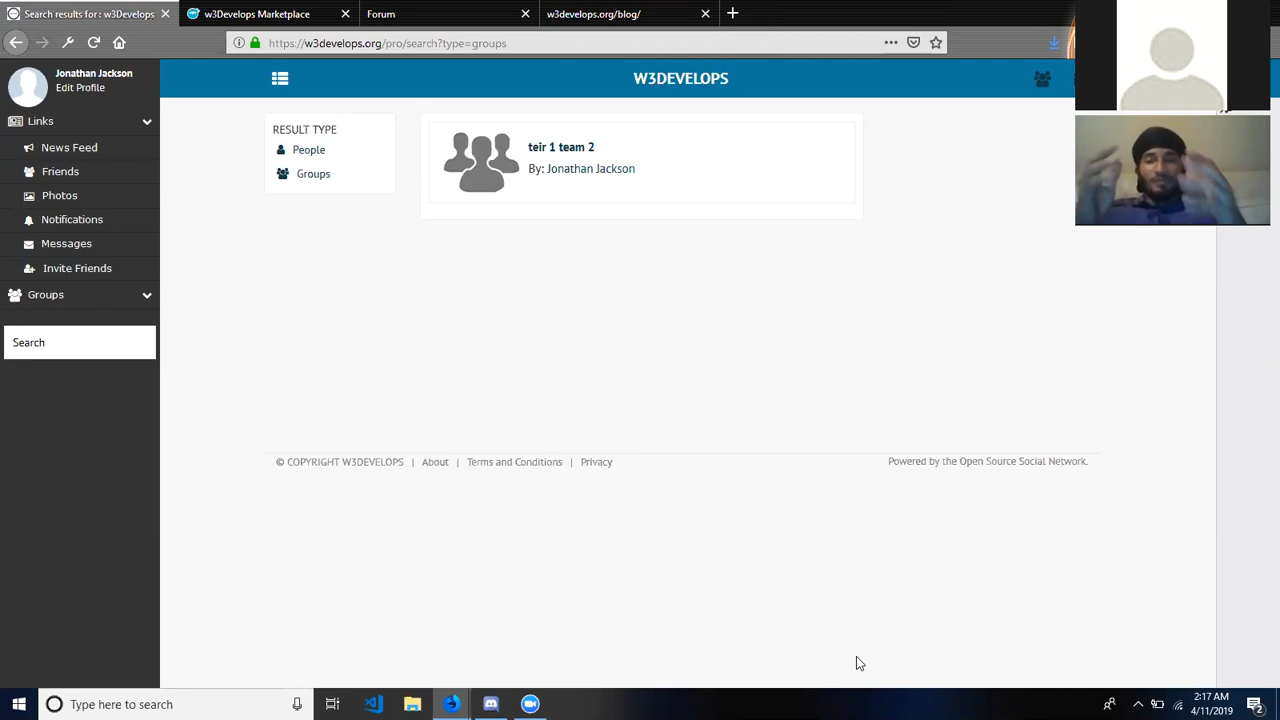 Search results for : w3Develops
w3Develops Marketplace
Forum
w3develops.org/blog/
https://w3develops.org/pro/search?type=groups
Jonathan Jackson
Edit Profile
Links
News Feed
Friends
Photos
Notifications
Messages
Invite Friends
Groups
Search
W3DEVELOPS
RESULT TYPE
People
Groups
teir 1 team 2
By: Jonathan Jackson
© COPYRIGHT W3DEVELOPS | About | Terms and Conditions | Privacy
Powered by the Open Source Social Network.
Type here to search
2:17 AM
4/11/2019
2